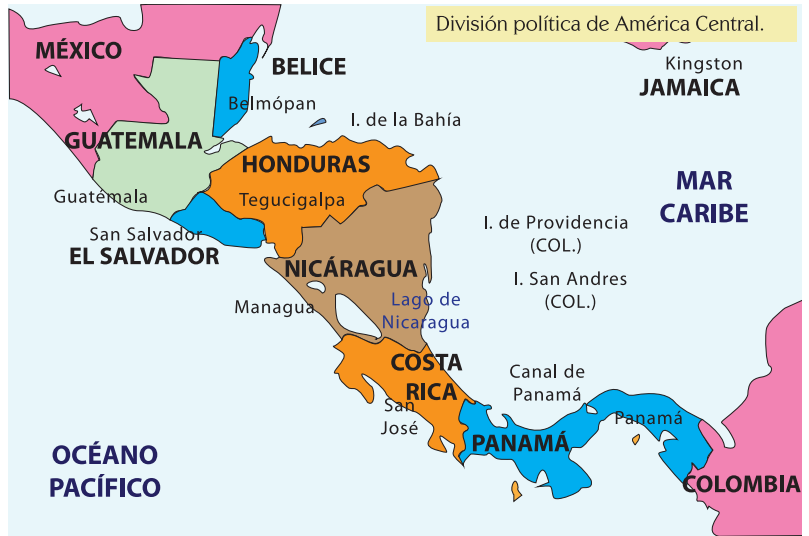 División política de América Central.
MÉXICO
BELICE
Kingston
JAMAICA
Belmópan
I. de la Bahía
GUATEMALA
HONDURAS
MAR
CARIBE
Guatémala
Tegucigalpa
San Salvador
EL SALVADOR
I. de Providencia
(COL.)
NICÁRAGUA
I. San Andres
(COL.)
Managua
Lago de
Nicaragua
COSTA
RICA
San
José
Canal de
Panamá
Panamá
PANAMÁ
OCÉANO
PACÍFICO
COLOMBIA